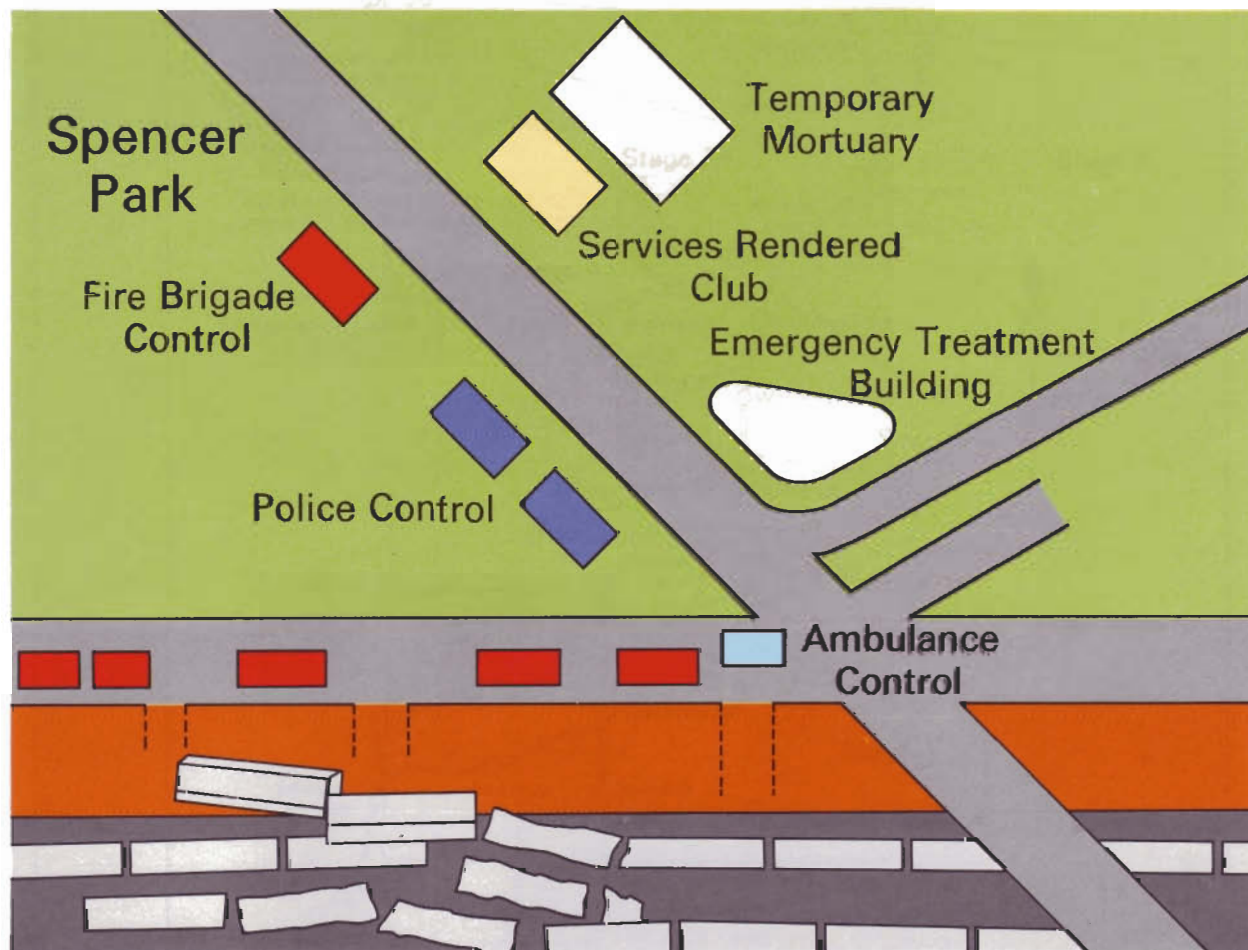 Temporary
Mortuary
Spencer
Park
Services Rendered
Club
Fire Brigade
Control
Emergency Treatment
Building
Police Control
Ambulance
Control